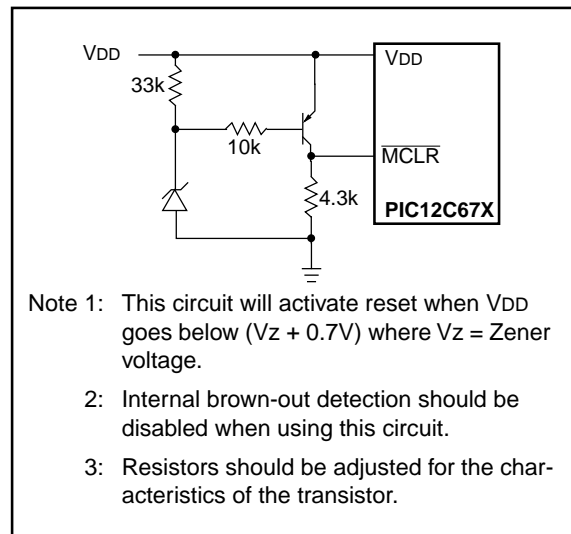 VDD
VDD
33k
10k
MCLR
4.3k
PIC12C67X
Note 1: This circuit will activate reset when VDD
goes below (Vz + 0.7V) where Vz = Zener
voltage.
2: Internal brown-out detection should be
disabled when using this circuit.
3: Resistors should be adjusted for the char-
acteristics of the transistor.